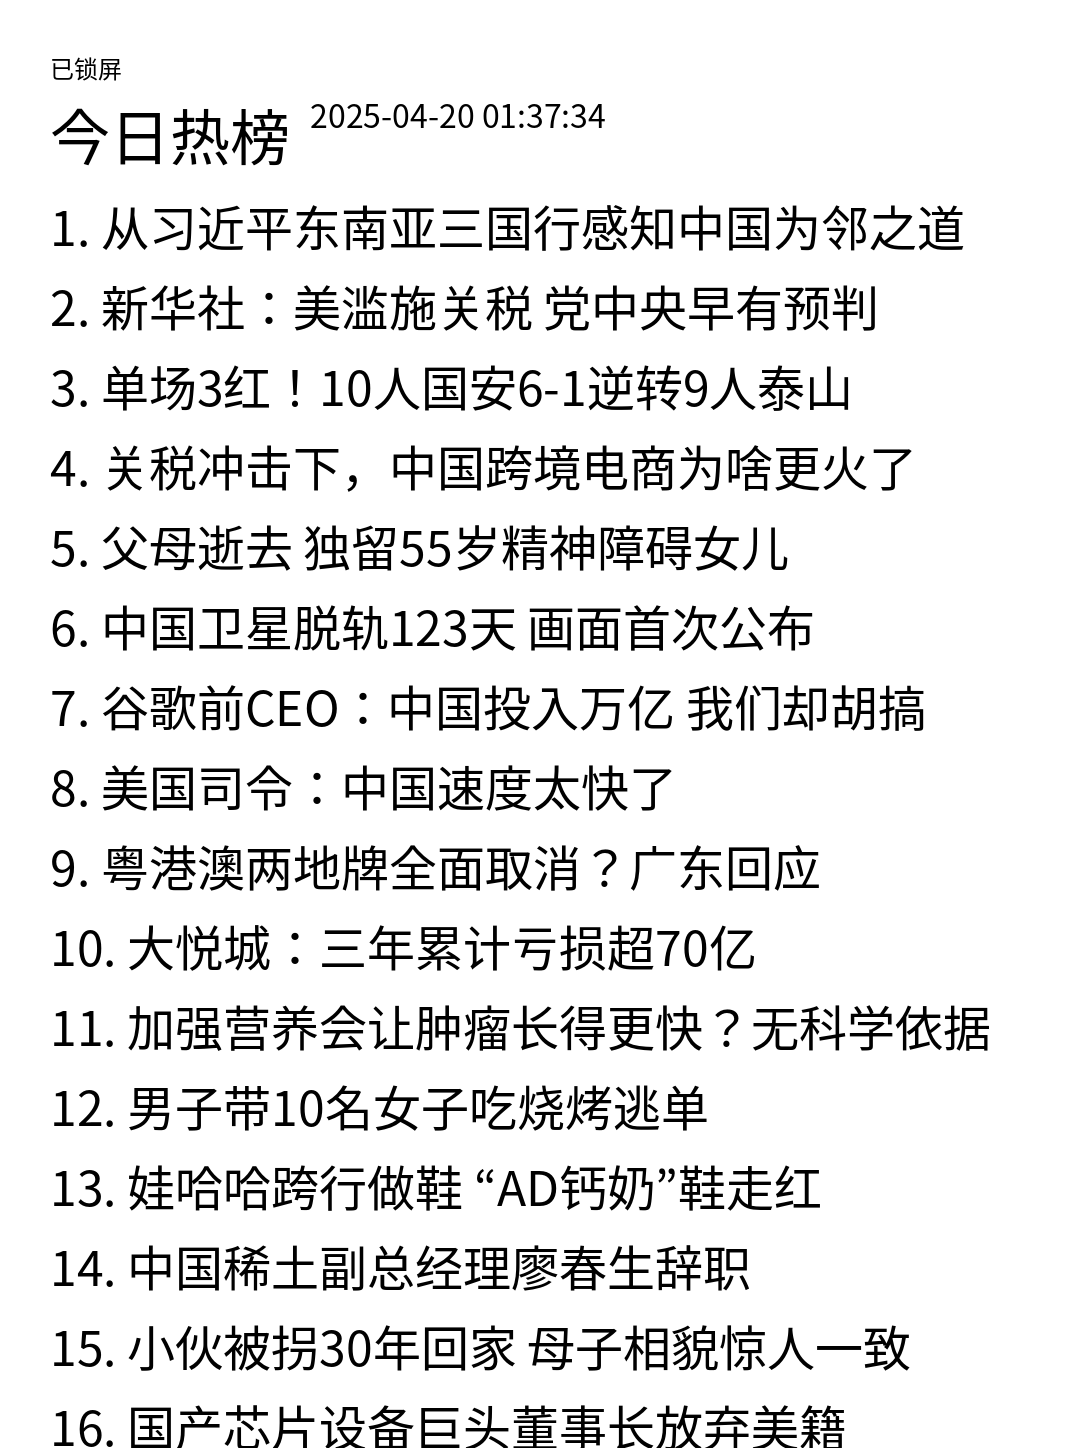 已锁屏
今日热榜 2025-04-20 01:37:34
1. 从习近平东南亚三国行感知中国为邻之道
2. 新华社：美滥施关税 党中央早有预判
3. 单场3红！10人国安6-1逆转9人泰山
4. 关税冲击下，中国跨境电商为啥更火了
5. 父母逝去 独留55岁精神障碍女儿
6. 中国卫星脱轨123天 画面首次公布
7. 谷歌前CEO：中国投入万亿 我们却胡搞
8. 美国司令：中国速度太快了
9. 粤港澳两地牌全面取消？广东回应
10. 大悦城：三年累计亏损超70亿
11. 加强营养会让肿瘤长得更快？无科学依据
12. 男子带10名女子吃烧烤逃单
13. 娃哈哈跨行做鞋 “AD钙奶”鞋走红
14. 中国稀土副总经理廖春生辞职
15. 小伙被拐30年回家 母子相貌惊人一致
16. 国产芯片设备巨头董事长放弃美籍